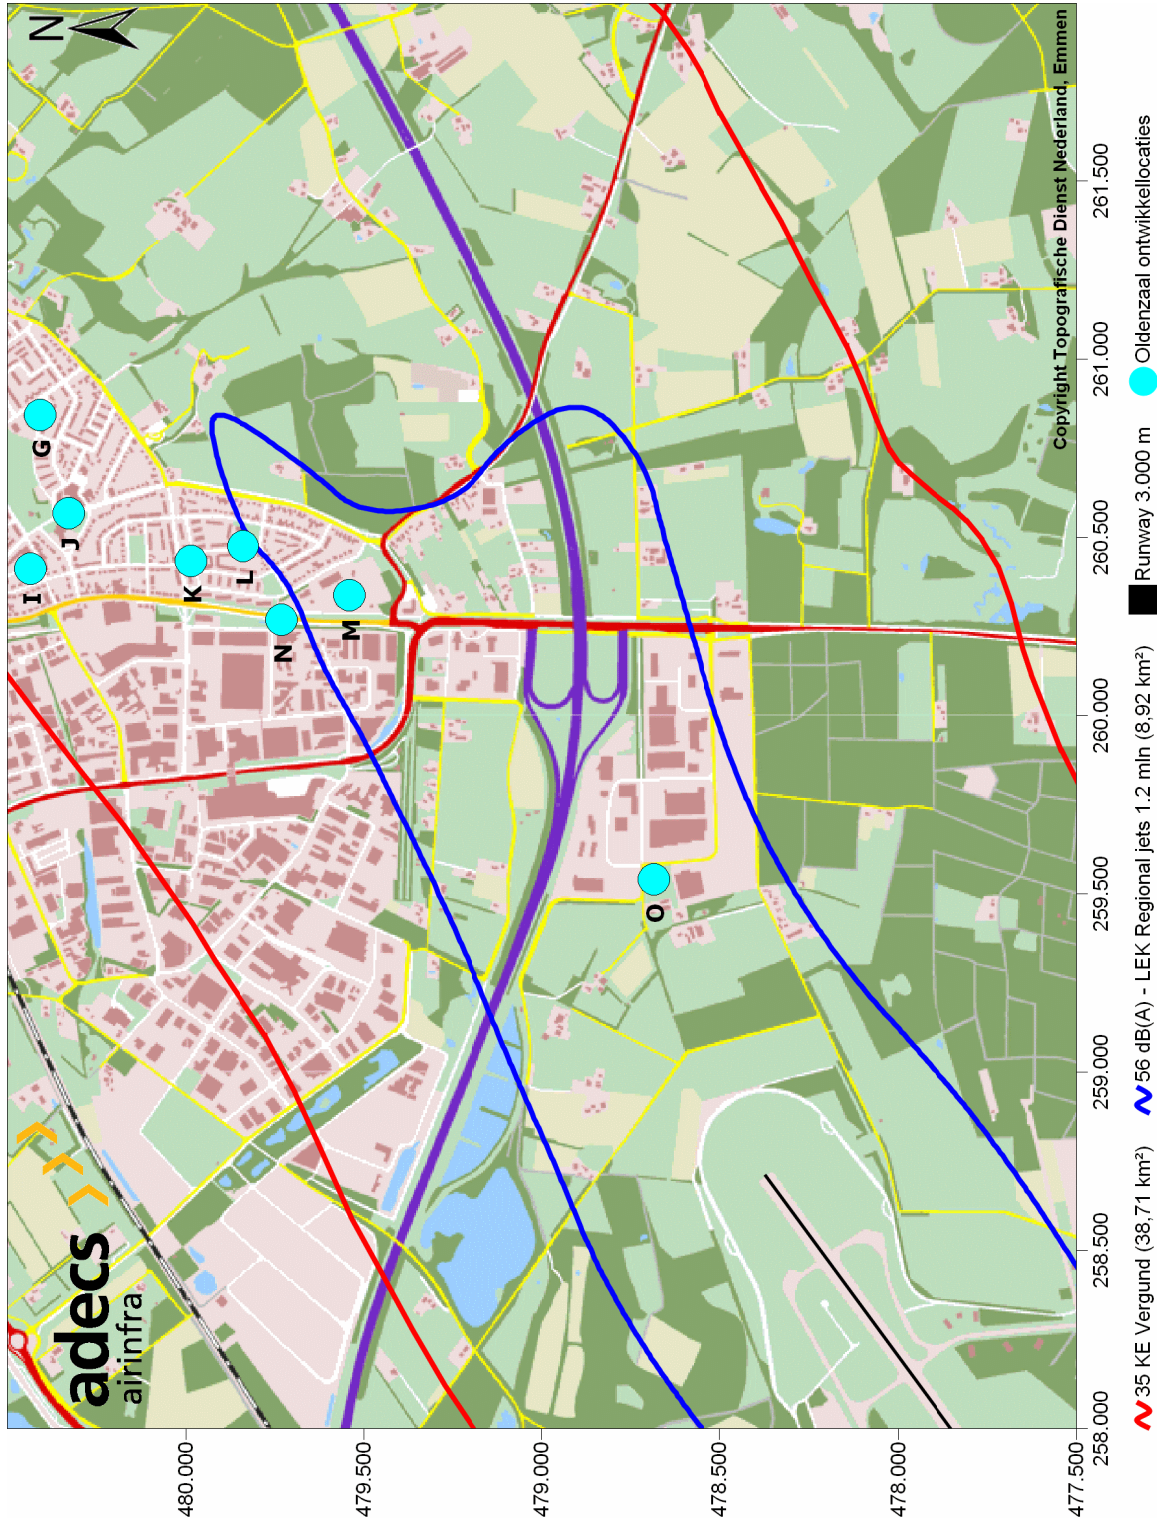 N
adecs
airinfra
Copyright Topografische Dienst Nederland, Emmen
G
I
J
K
L
N
M
O
480.000
479.500
479.000
478.500
478.000
477.500
258.000
258.500
259.000
259.500
260.000
260.500
261.000
261.500
35 KE Vergund (38,71 km²)
56 dB(A) - LEK Regional jets 1.2 mln (8,92 km²)
Runway 3.000 m
Oldenzaal ontwikkellocaties